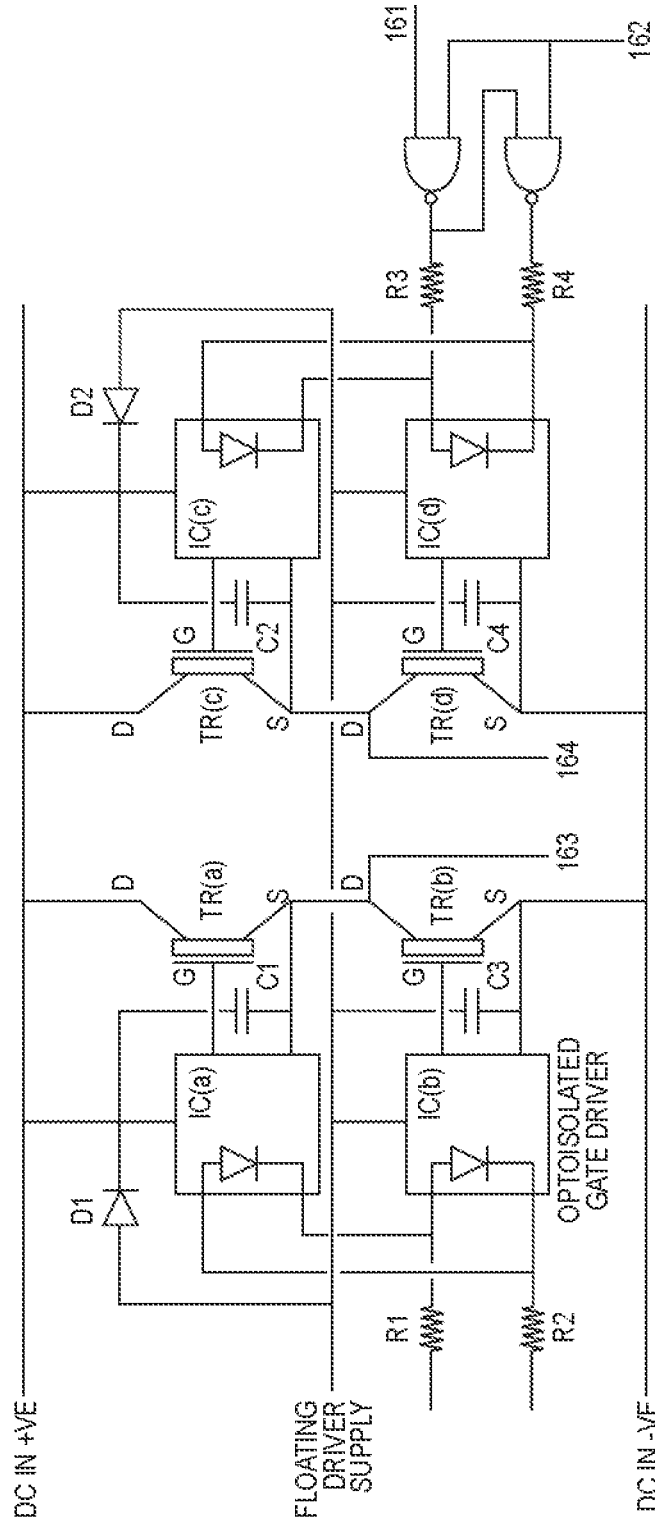 DC IN +VE
D1
D2
IC(a)
D
TR(a)
G
C1
S
D
TR(c)
G
C2
S
IC(c)
FLOATING
DRIVER
SUPPLY
R1
R2
IC(b)
OPTOISOLATED
GATE DRIVER
C3
G
D
TR(b)
S
163
164
D
TR(d)
S
G
C4
IC(d)
R3
R4
161
162
DC IN -VE